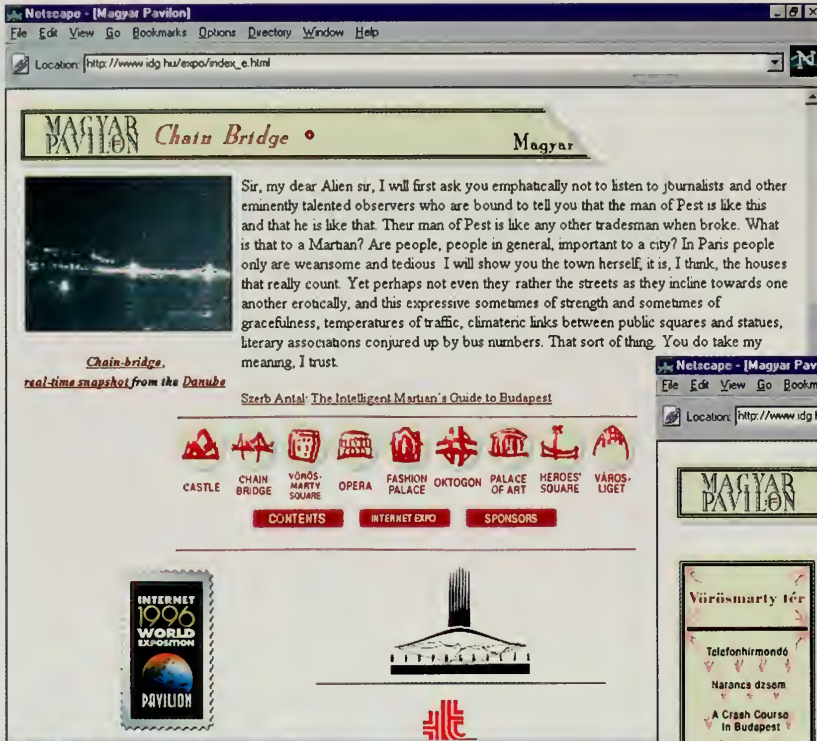 Netscape - [Magyar Pavilon]
File Edit View Go Bookmarks Options Directory Window Help
Location: http://www.idg.hu/expo/index_e.html
N
MAGYAR
PAVILON
Chain Bridge
Magyar
Sir, my dear Alien sir, I will first ask you emphatically not to listen to journalists and other
eminently talented observers who are bound to tell you that the man of Pest is like this
and that he is like that. Their man of Pest is like any other tradesman when broke. What
is that to a Martian? Are people, people in general, important to a city? In Paris people
only are wearisome and tedious. I will show you the town herself, it is, I think, the houses
that really count. Yet perhaps not even they rather the streets as they incline towards one
another erotically, and this expressive sometimes of strength and sometimes of
gracefulness, temperatures of traffic, climateric links between public squares and statues,
literary associations conjured up by bus numbers. That sort of thing. You do take my
meaning, I trust.
Chain-bridge,
real-time snapshot from the Danube
Szerb Antal: The Intelligent Martian's Guide to Budapest
CASTLE
CHAIN
BRIDGE
VÖRÖS-
MARTY
SQUARE
OPERA
FASHION
PALACE
OKTOGON
PALACE
OF ART
HEROES'
SQUARE
VÁROS-
LIGET
CONTENTS
INTERNET EXPO
SPONSORS
INTERNET
1996
WORLD
EXPOSITION
PAVILION
Netscape - [Magyar Pav
File Edit View Go Bookm
Location: http://www.idg.h
MAGYAR
PAVILON
Vörösmarty tér
Telefonhírmondó
Narancs dzsem
A Crash Course
In Budapest